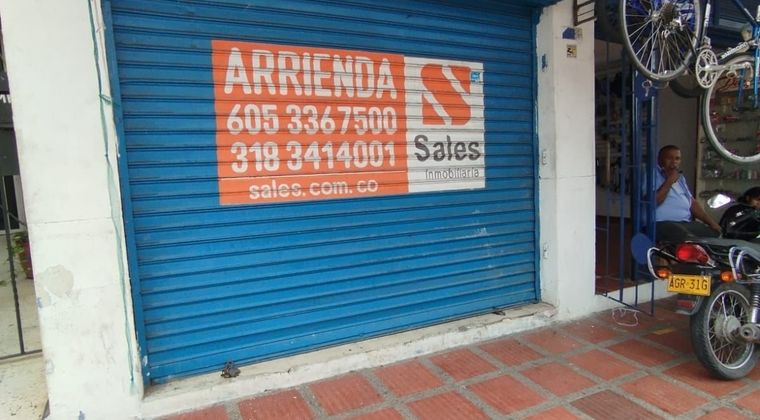 ARRIENDA
605 3367500
318 3414001
sales.com.co
Sales
inmobiliaria
AGR-31G